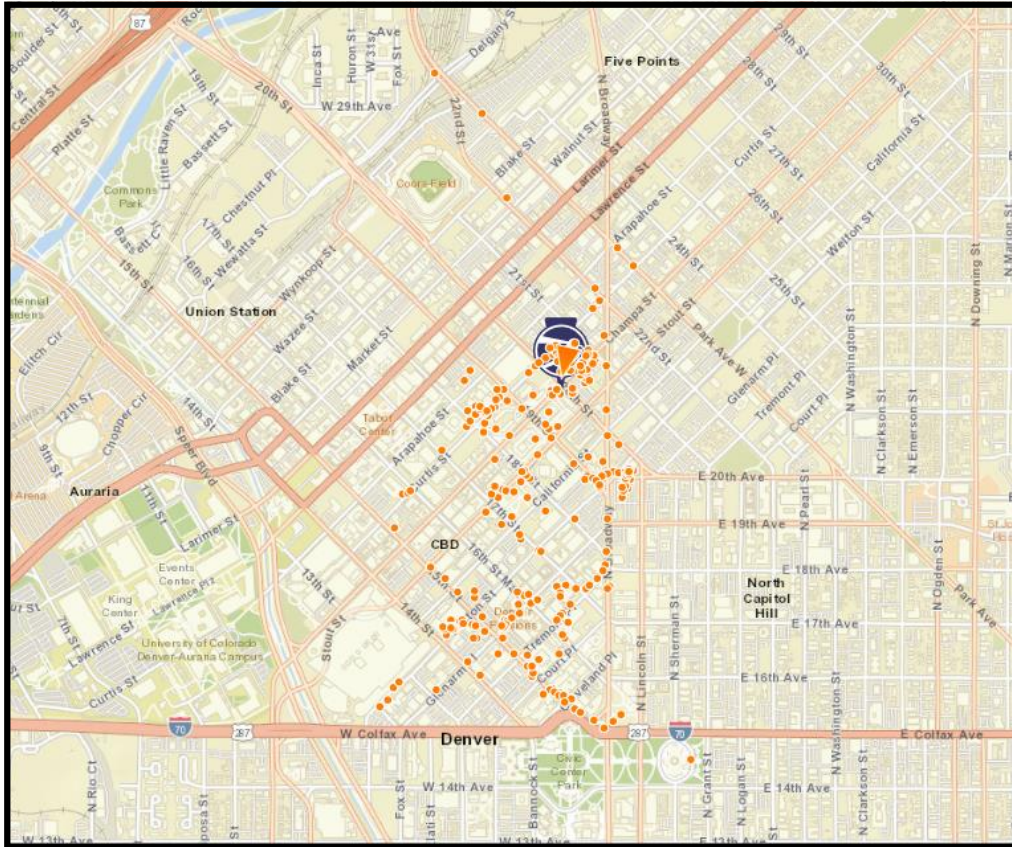 87
Boulder St
Central St
Platte St
Little Raven St
Bassett St
19th St
20th St
Inca St
Huron St
W 31st Ave
Fox St
Delgany St
W 29th Ave
22nd St
Five Points
N Broadway
29th St
28th St
30th St
Blake St
Walnut St
Larimer St
Lawrence St
Curtis St
27th St
26th St
California St
Coors Field
Commons Park
Chestnut Pl
17th St
16th St
Wewatta St
15th St
Wynkoop St
Union Station
Wazee St
Market St
Blake St
21st St
Arapahoe St
24th St
Welton St
25th St
Champa St
Stout St
22nd St
Park Ave W
Glenarm Pl
Tremont Pl
Court Pl
N Washington St
N Downing St
N Marion St
N Clarkson St
N Emerson St
Elitch Cir
12th St
Chopper Cir
9th St
14th St
Speer Blvd
Auraria
11th St
Larimer St
Arapahoe St
Curtis St
California St
17th St
16th St
CBD
E 20th Ave
E 19th Ave
E 18th Ave
E 17th Ave
E 16th Ave
N Pearl St
N Ogden St
Park Ave
North
Capitol
Hill
Events
Center
King
Center
Lawrence St
University of Colorado
Denver-Auraria Campus
7th St
Curtis St
13th St
14th St
Stout St
Glenarm Pl
Court Pl
Cleveland Pl
N Lincoln St
N Sherman St
70
287
W Colfax Ave
Denver
287
70
E Colfax Ave
Civic
Center
Park
Bannock St
W 14th Ave
E 14th Ave
N Rio Ct
Fox St
N Grant St
N Logan St
N Washington St
N Clarkson St
W 13th Ave
W 13th Ave
E 13th Ave